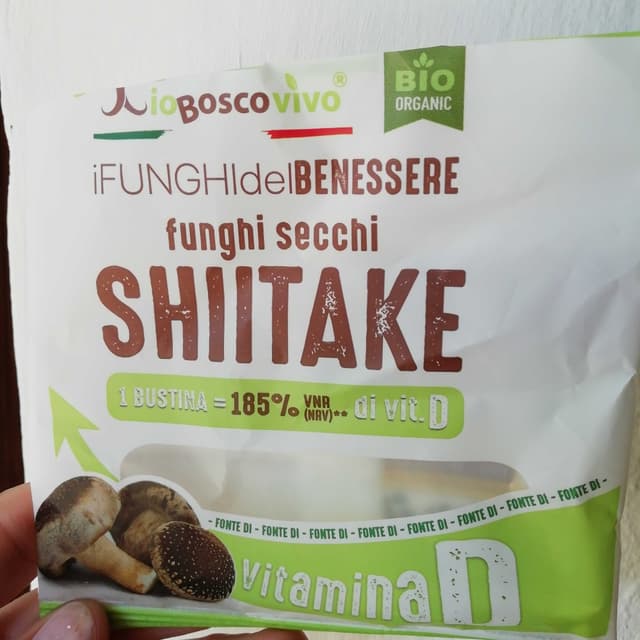 ioBOSCOvivo®
BIO
ORGANIC
iFUNGHIdelBENESSERE
funghi secchi
SHIITAKE
1 BUSTINA = 185% VNR (NRV)** di vit. D
- FONTE DI - FONTE DI - FONTE DI - FONTE DI - FONTE DI - FONTE DI - FONTE DI - FONTE DI -
vitamina D